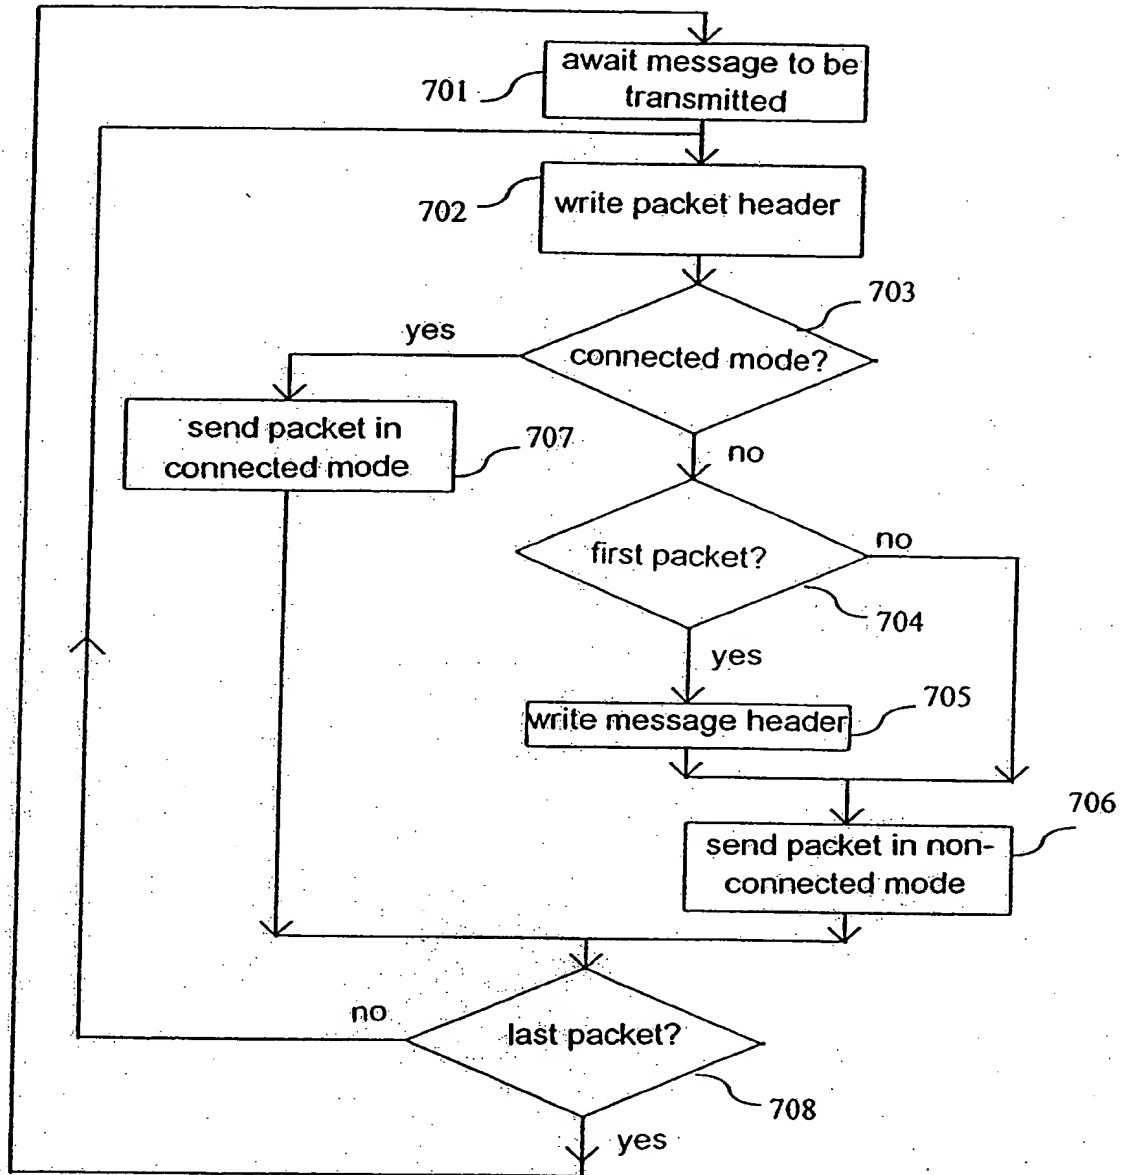 await message to be
transmitted
701
write packet header
702
703
yes
connected mode?
send packet in
connected mode
707
no
first packet?
no
704
yes
write message header
705
706
send packet in non-
connected mode
no
last packet?
708
yes